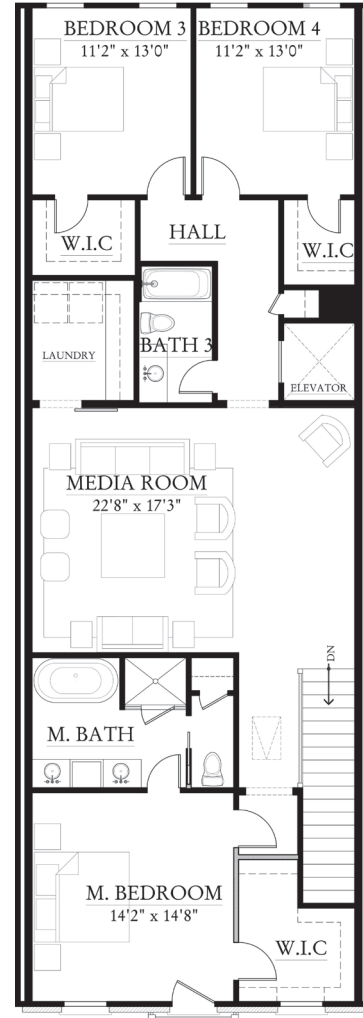 BEDROOM 3
11'2" x 13'0"
BEDROOM 4
11'2" x 13'0"
W.I.C
HALL
W.I.C
LAUNDRY
BATH 3
ELEVATOR
MEDIA ROOM
22'8" x 17'3"
DN
M. BATH
M. BEDROOM
14'2" x 14'8"
W.I.C